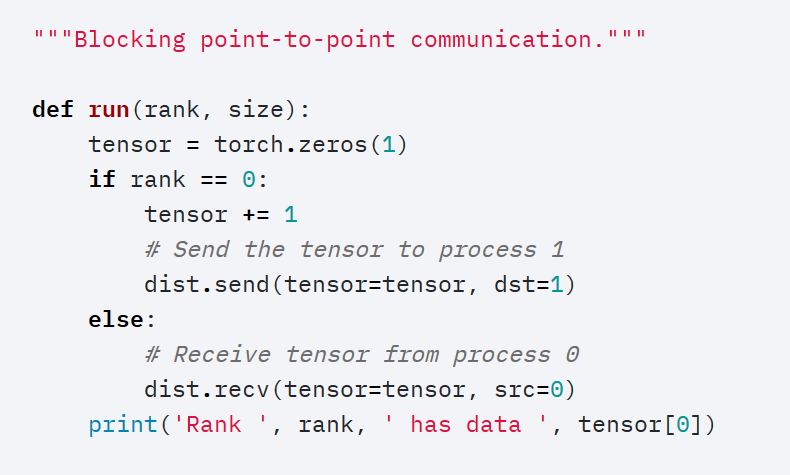 """Blocking point-to-point communication."""

def run(rank, size):
    tensor = torch.zeros(1)
    if rank == 0:
        tensor += 1
        # Send the tensor to process 1
        dist.send(tensor=tensor, dst=1)
    else:
        # Receive tensor from process 0
        dist.recv(tensor=tensor, src=0)
    print('Rank ', rank, ' has data ', tensor[0])